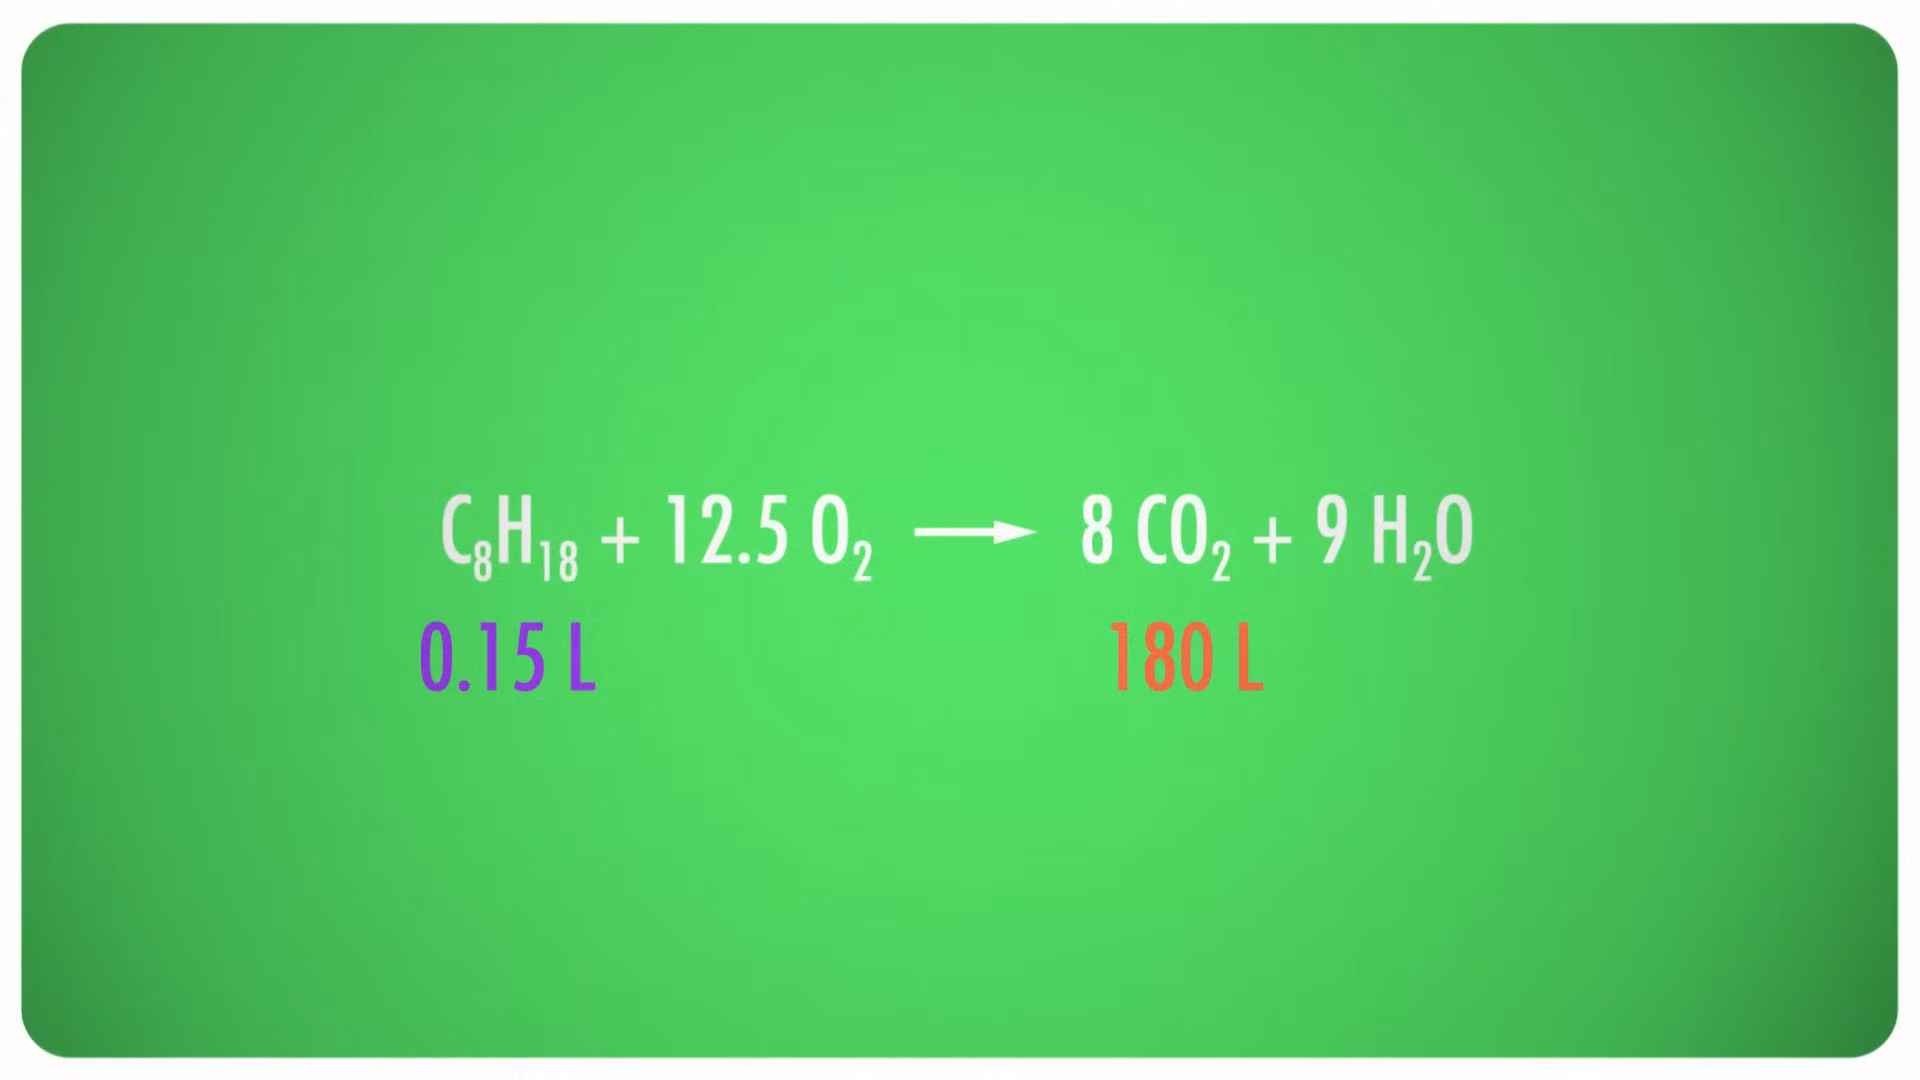 C₈H₁₈ + 12.5 O₂ → 8 CO₂ + 9 H₂O
0.15 L 180 L